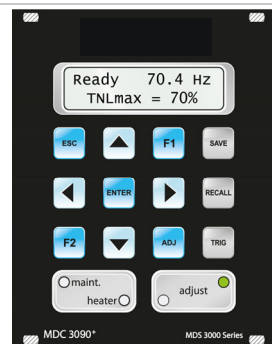 Ready 70.4 Hz
TNLmax = 70%
ESC F1 SAVE
ENTER RECALL
F2 ADJ TRIG
maint.
heater
adjust
MDC 3090+ MDS 3000 Series